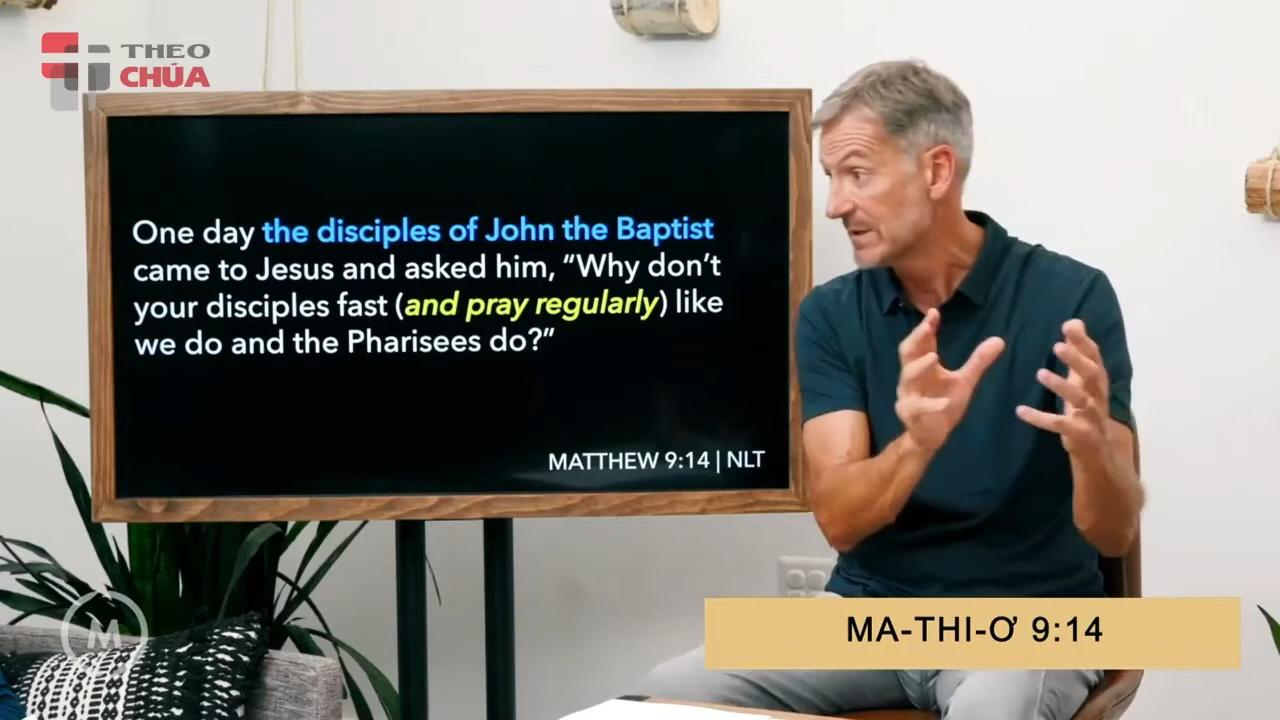 THEO
CHÚA
One day the disciples of John the Baptist
came to Jesus and asked him, “Why don’t
your disciples fast (and pray regularly) like
we do and the Pharisees do?”
MATTHEW 9:14 | NLT
M
MA-THI-Ơ 9:14